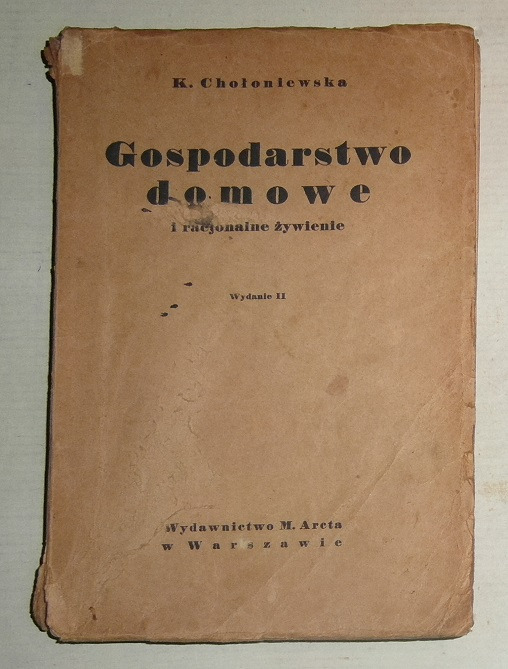 K. Chołoniewska
Gospodarstwo
domowe
i racjonalne żywienie
Wydanie II
Wydawnictwo M. Arcta
w Warszawie